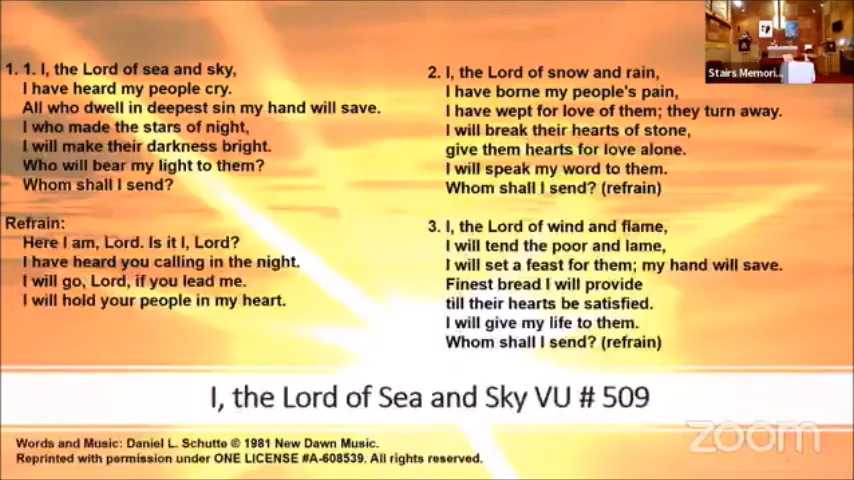 1. 1. I, the Lord of sea and sky,
I have heard my people cry.
All who dwell in deepest sin my hand will save.
I who made the stars of night,
I will make their darkness bright.
Who will bear my light to them?
Whom shall I send?
Refrain:
Here I am, Lord. Is it I, Lord?
I have heard you calling in the night.
I will go, Lord, if you lead me.
I will hold your people in my heart.
2. I, the Lord of snow and rain,
I have borne my people's pain,
I have wept for love of them; they turn away.
I will break their hearts of stone,
give them hearts for love alone.
I will speak my word to them.
Whom shall I send? (refrain)
3. I, the Lord of wind and flame,
I will tend the poor and lame,
I will set a feast for them; my hand will save.
Finest bread I will provide
till their hearts be satisfied.
I will give my life to them.
Whom shall I send? (refrain)
Stairs Memori...
I, the Lord of Sea and Sky VU # 509
Words and Music: Daniel L. Schutte © 1981 New Dawn Music.
Reprinted with permission under ONE LICENSE #A-608539. All rights reserved.
zoom